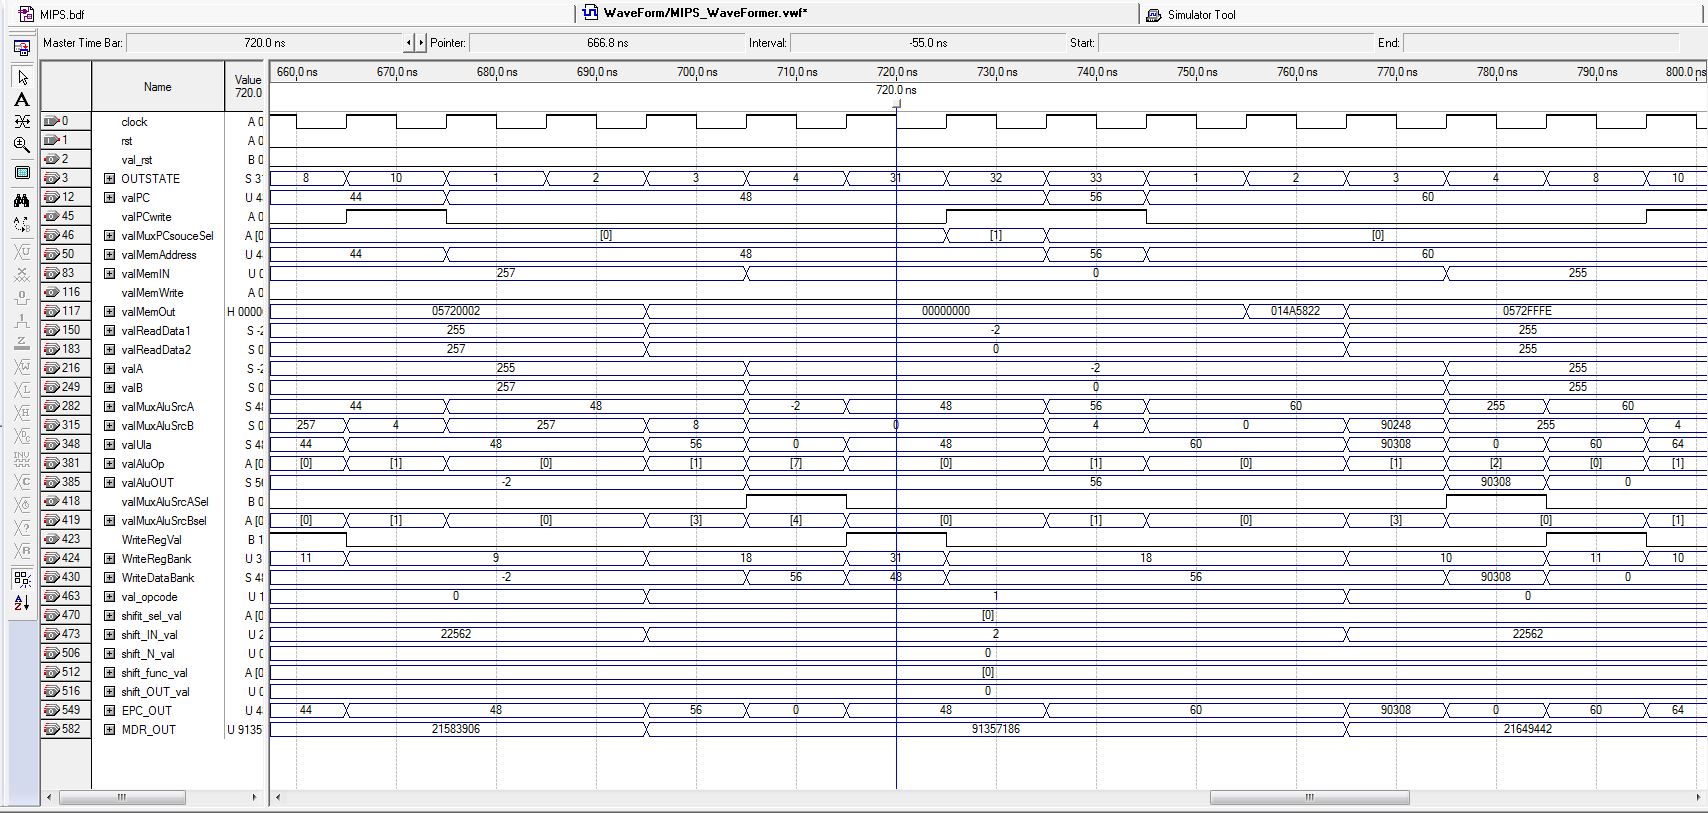 MIPS.bdf WaveForm/MIPS_WaveFormer.vwf* Simulator Tool
Master Time Bar: 720.0 ns Pointer: 666.8 ns Interval: -55.0 ns Start: End:
Name Value 720.0 660.0 ns 670.0 ns 680.0 ns 690.0 ns 700.0 ns 710.0 ns 720.0 ns 730.0 ns 740.0 ns 750.0 ns 760.0 ns 770.0 ns 780.0 ns 790.0 ns 800.0 ns
720.0 ns
0 clock A 0
1 rst A 0
2 val_rst B 0
3 OUTSTATE S 31 8 10 1 2 3 4 31 32 33 1 2 3 4 8 10
12 valPC U 48 44 48 56 60
45 valPCwrite A 0
46 valMuxPCsouceSel A [0 [0] [1] [0]
50 valMemAddress U 48 44 48 56 60
83 valMemIN U 0 257 0 255
116 valMemWrite A 0
117 valMemOut H 0000 05720002 00000000 014A5822 0572FFFE
150 valReadData1 S -2 255 -2 255
183 valReadData2 S 0 257 0 255
216 valA S -2 255 -2 255
249 valB S 0 257 0 255
282 valMuxAluSrcA S 48 44 48 -2 48 56 60 255 60
315 valMuxAluSrcB S 0 257 4 257 8 0 4 0 90248 255 4
348 valUla S 48 44 48 56 0 48 60 90308 0 60 64
381 valAluOp A [0 [0] [1] [0] [1] [7] [0] [1] [0] [1] [2] [0] [1]
385 valAluOUT S 56 -2 56 90308 0
418 valMuxAluSrcASel B 0
419 valMuxAluSrcBsel A [0 [0] [1] [0] [3] [4] [0] [1] [0] [3] [0] [1]
423 WriteRegVal B 1
424 WriteRegBank U 3 11 9 18 31 18 10 11 10
430 WriteDataBank S 48 -2 56 48 56 90308 0
463 val_opcode U 1 0 1 0
470 shifit_sel_val A [0 [0]
473 shift_IN_val U 2 22562 2 22562
506 shift_N_val U 0 0
512 shift_func_val A [0 [0]
516 shift_OUT_val U 0 0
549 EPC_OUT U 48 44 48 56 0 48 60 90308 0 60 64
582 MDR_OUT U 9135 21583906 91357186 21649442